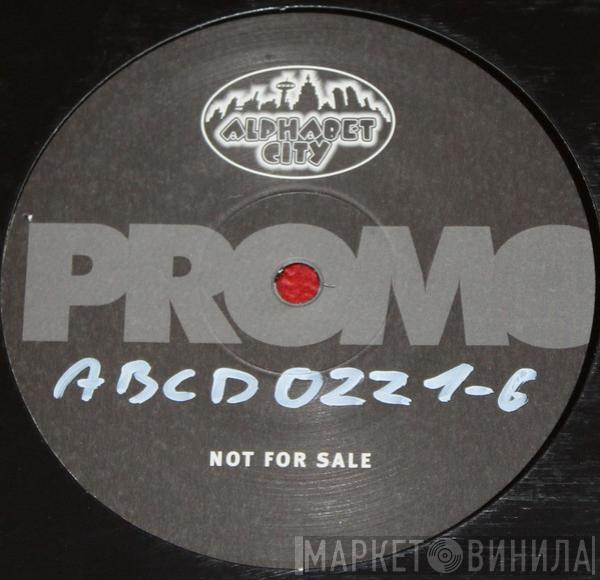 ALPHABET
CITY
PROMO
ABCD0221-6
NOT FOR SALE
МАРКЕТ ВИНИЛА